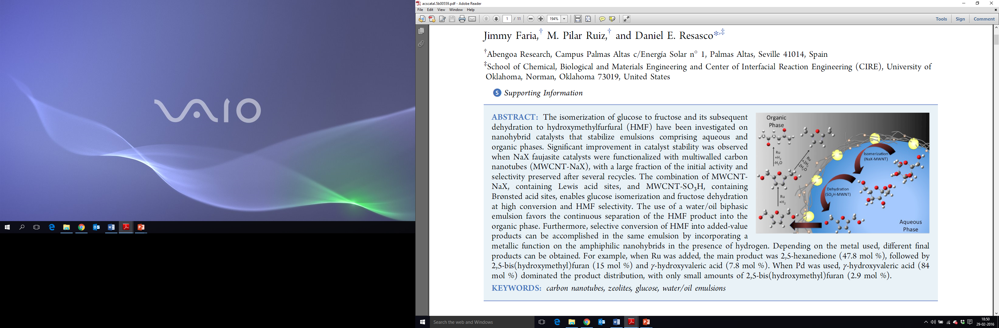 VAIO
acscatal.5b00559.pdf - Adobe Reader
File Edit View Window Help
1 / 11 194% Tools Sign Comment
Jimmy Faria,† M. Pilar Ruiz,† and Daniel E. Resasco*,‡
†Abengoa Research, Campus Palmas Altas c/Energía Solar n° 1, Palmas Altas, Seville 41014, Spain
‡School of Chemical, Biological and Materials Engineering and Center of Interfacial Reaction Engineering (CIRE), University of
Oklahoma, Norman, Oklahoma 73019, United States
S Supporting Information
ABSTRACT: The isomerization of glucose to fructose and its subsequent
dehydration to hydroxymethylfurfural (HMF) have been investigated on
nanohybrid catalysts that stabilize emulsions comprising aqueous and
organic phases. Significant improvement in catalyst stability was observed
when NaX faujasite catalysts were functionalized with multiwalled carbon
nanotubes (MWCNT-NaX), with a large fraction of the initial activity and
selectivity preserved after several recycles. The combination of MWCNT-
NaX, containing Lewis acid sites, and MWCNT-SO₃H, containing
Brønsted acid sites, enables glucose isomerization and fructose dehydration
at high conversion and HMF selectivity. The use of a water/oil biphasic
emulsion favors the continuous separation of the HMF product into the
organic phase. Furthermore, selective conversion of HMF into added-value
products can be accomplished in the same emulsion by incorporating a
metallic function on the amphiphilic nanohybrids in the presence of hydrogen. Depending on the metal used, different final
products can be obtained. For example, when Ru was added, the main product was 2,5-hexanedione (47.8 mol %), followed by
2,5-bis(hydroxymethyl)furan (15 mol %) and γ-hydroxyvaleric acid (7.8 mol %). When Pd was used, γ-hydroxyvaleric acid (84
mol %) dominated the product distribution, with only small amounts of 2,5-bis(hydroxymethyl)furan (2.9 mol %).
KEYWORDS: carbon nanotubes, zeolites, glucose, water/oil emulsions
Organic
Phase
Ru
+H₂
-H₂O
Ru
+2H₂
-2H₂O
Isomerization
(NaX-MWNT)
Dehydration
(SO₃H-MWNT)
Ru
+H₂
Aqueous
Phase
Search the web and Windows
18:50
29-02-2016